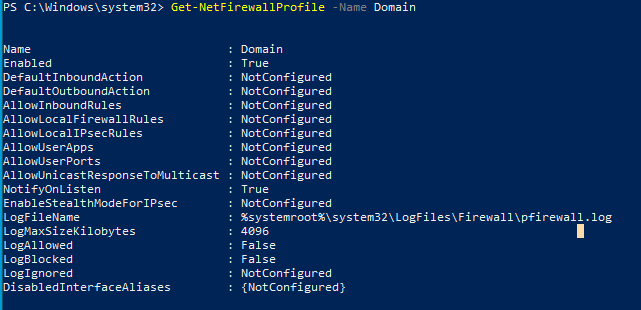 PS C:\Windows\system32> Get-NetFirewallProfile -Name Domain
Name : Domain
Enabled : True
DefaultInboundAction : NotConfigured
DefaultOutboundAction : NotConfigured
AllowInboundRules : NotConfigured
AllowLocalFirewallRules : NotConfigured
AllowLocalIPsecRules : NotConfigured
AllowUserApps : NotConfigured
AllowUserPorts : NotConfigured
AllowUnicastResponseToMulticast : NotConfigured
NotifyOnListen : True
EnableStealthModeForIPsec : NotConfigured
LogFileName : %systemroot%\system32\LogFiles\Firewall\pfirewall.log
LogMaxSizeKilobytes : 4096
LogAllowed : False
LogBlocked : False
LogIgnored : NotConfigured
DisabledInterfaceAliases : {NotConfigured}